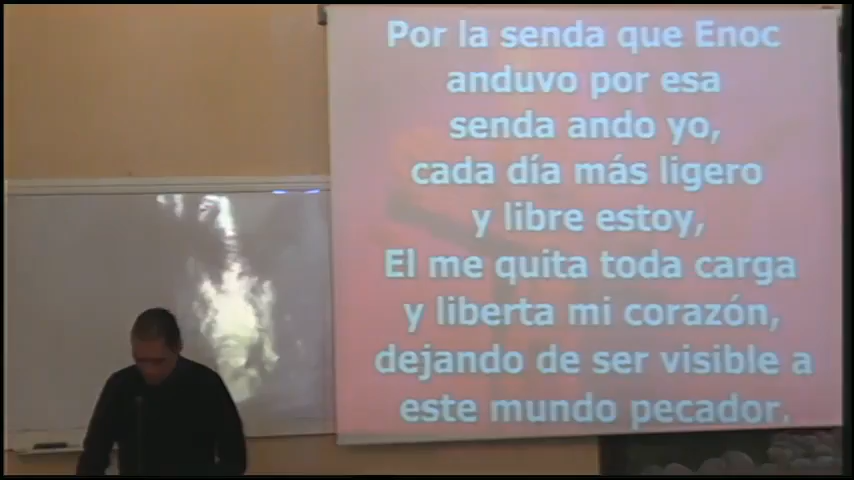 Por la senda que Enoc
anduvo por esa
senda ando yo,
cada día más ligero
y libre estoy,
El me quita toda carga
y liberta mi corazón,
dejando de ser visible a
este mundo pecador.